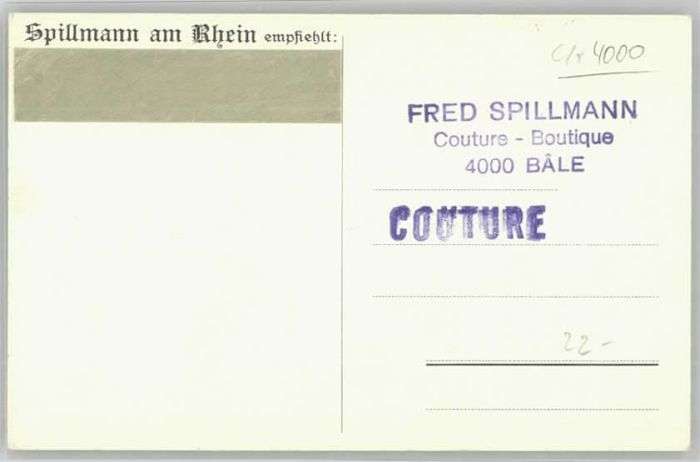 Spillmann am Rhein empfiehlt:
C/r 4000
FRED SPILLMANN
Couture - Boutique
4000 BÂLE
COUTURE
22-